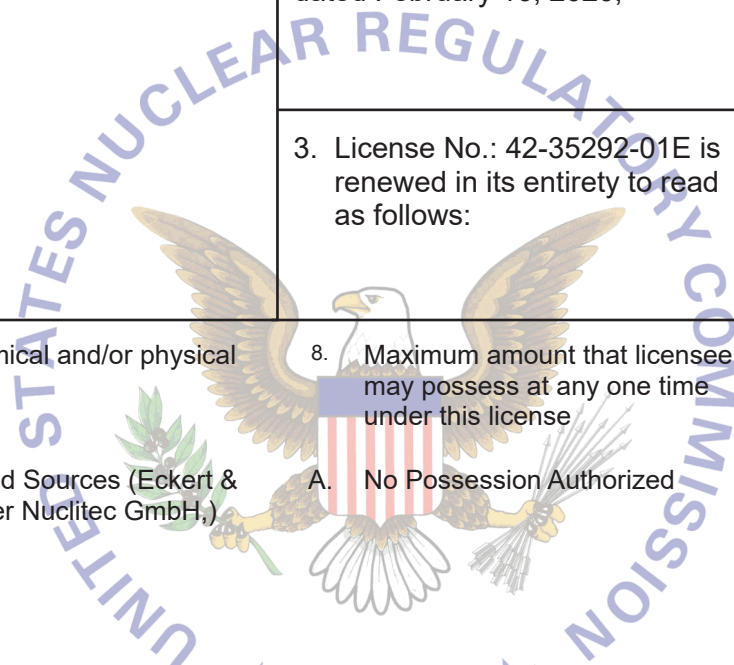 3. License No.: 42-35292-01E is
renewed in its entirety to read
as follows:
and/or physical
8. Maximum amount that licensee
may possess at any one time
under this license
Sources (Eckert &
Nuclitec GmbH,)
A. No Possession Authorized
UNITED STATES NUCLEAR REGULATORY COMMISSION